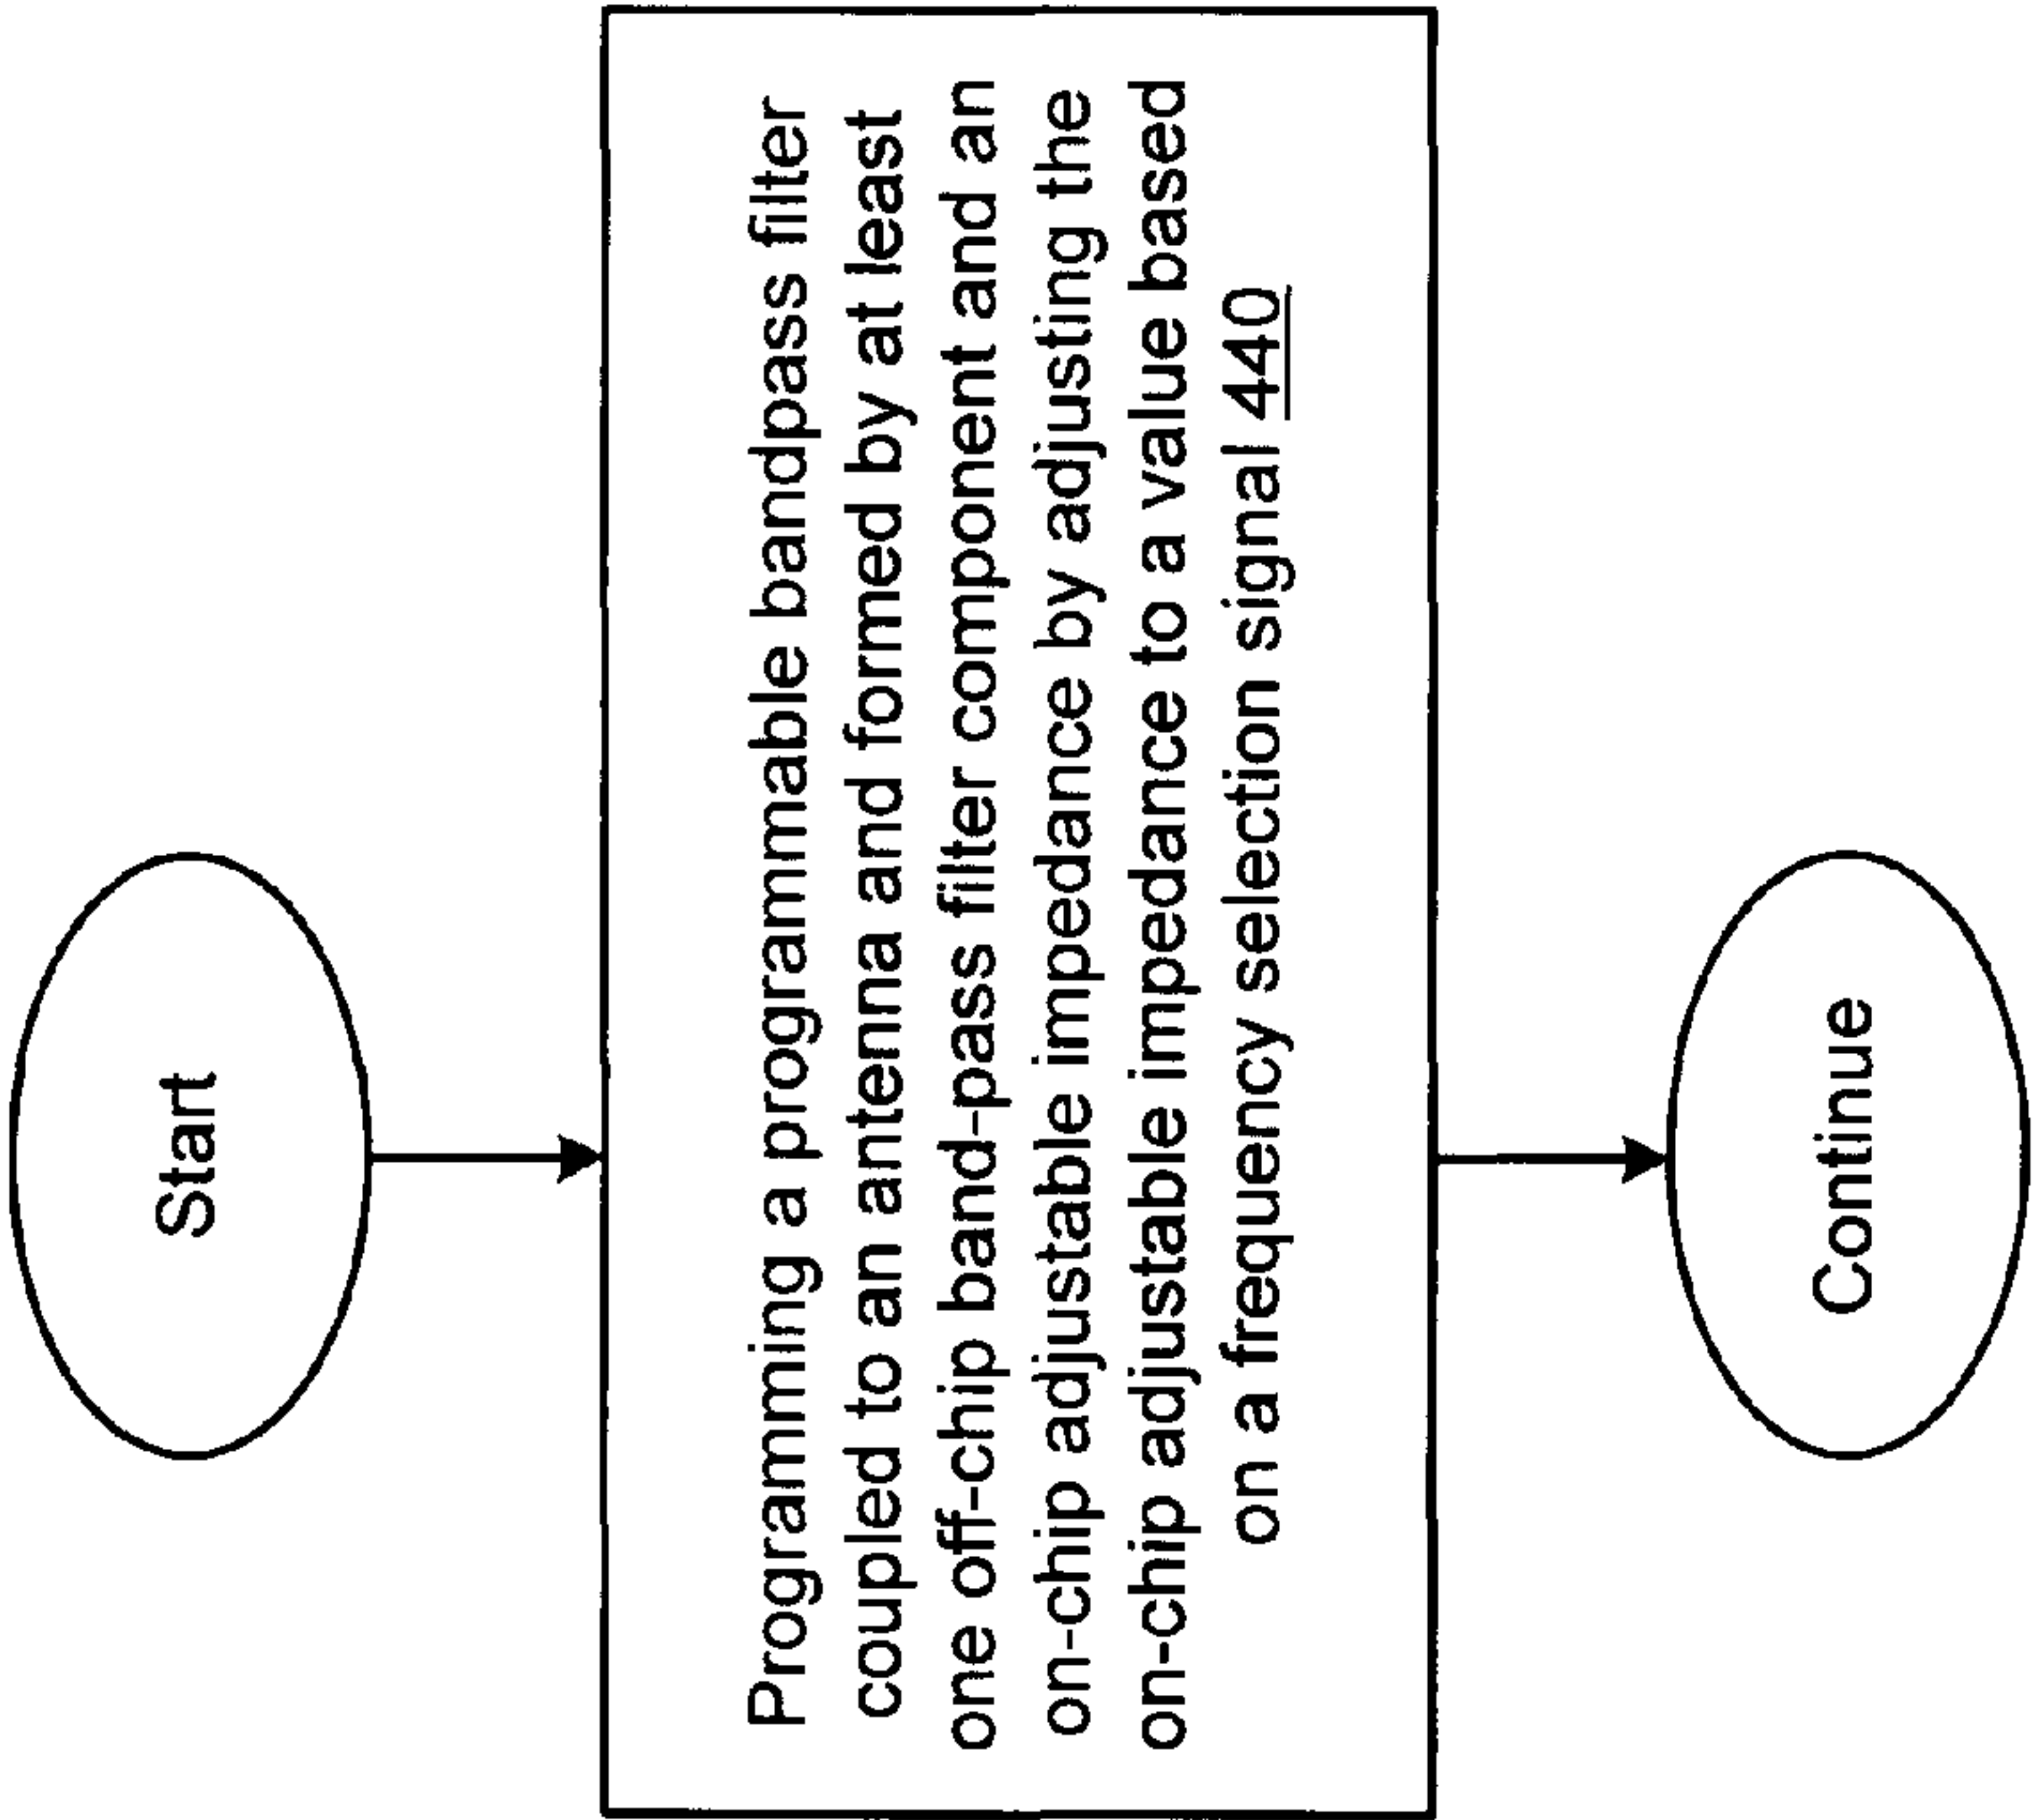 Start
Programming a programmable bandpass filter
coupled to an antenna and formed by at least
one off-chip band-pass filter component and an
on-chip adjustable impedance by adjusting the
on-chip adjustable impedance to a value based
on a frequency selection signal 440
Continue